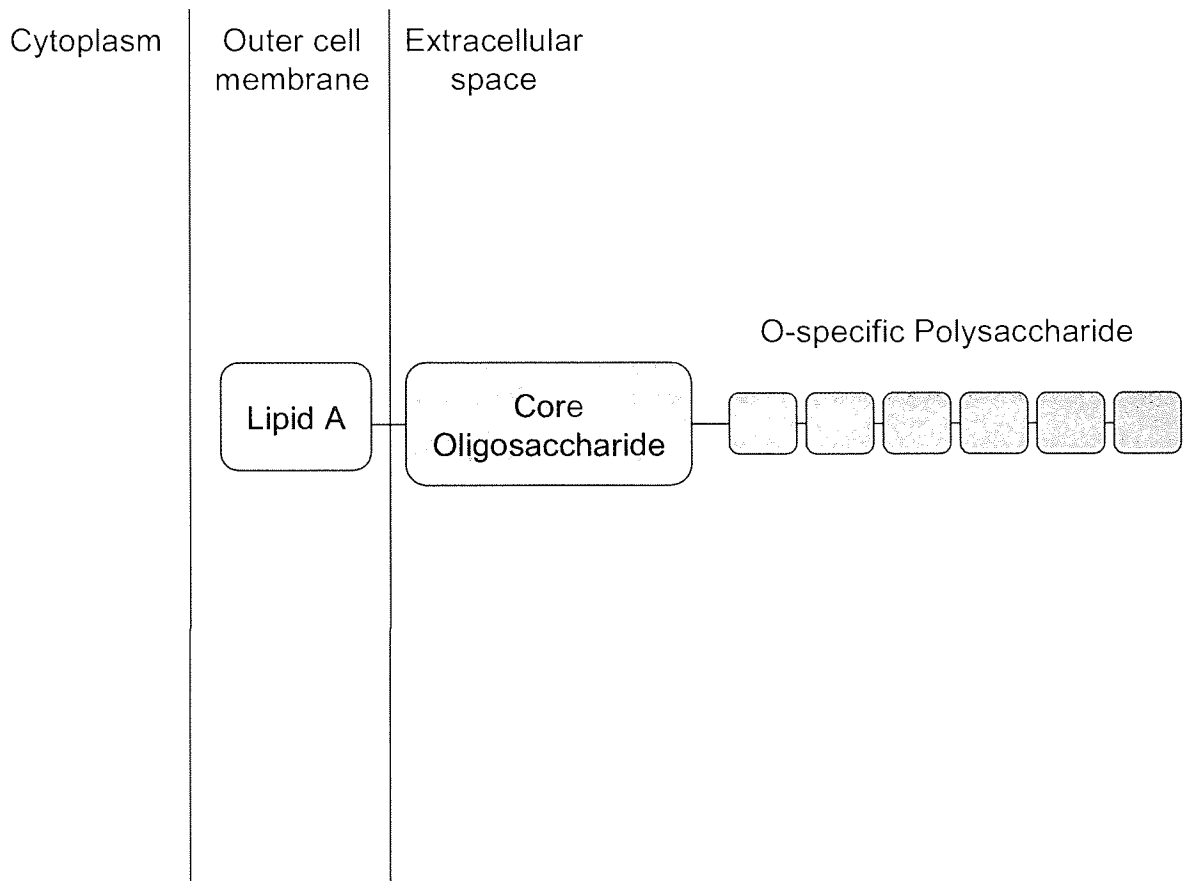 Cytoplasm
Outer cell
membrane
Extracellular
space
O-specific Polysaccharide
Lipid A
Core
Oligosaccharide